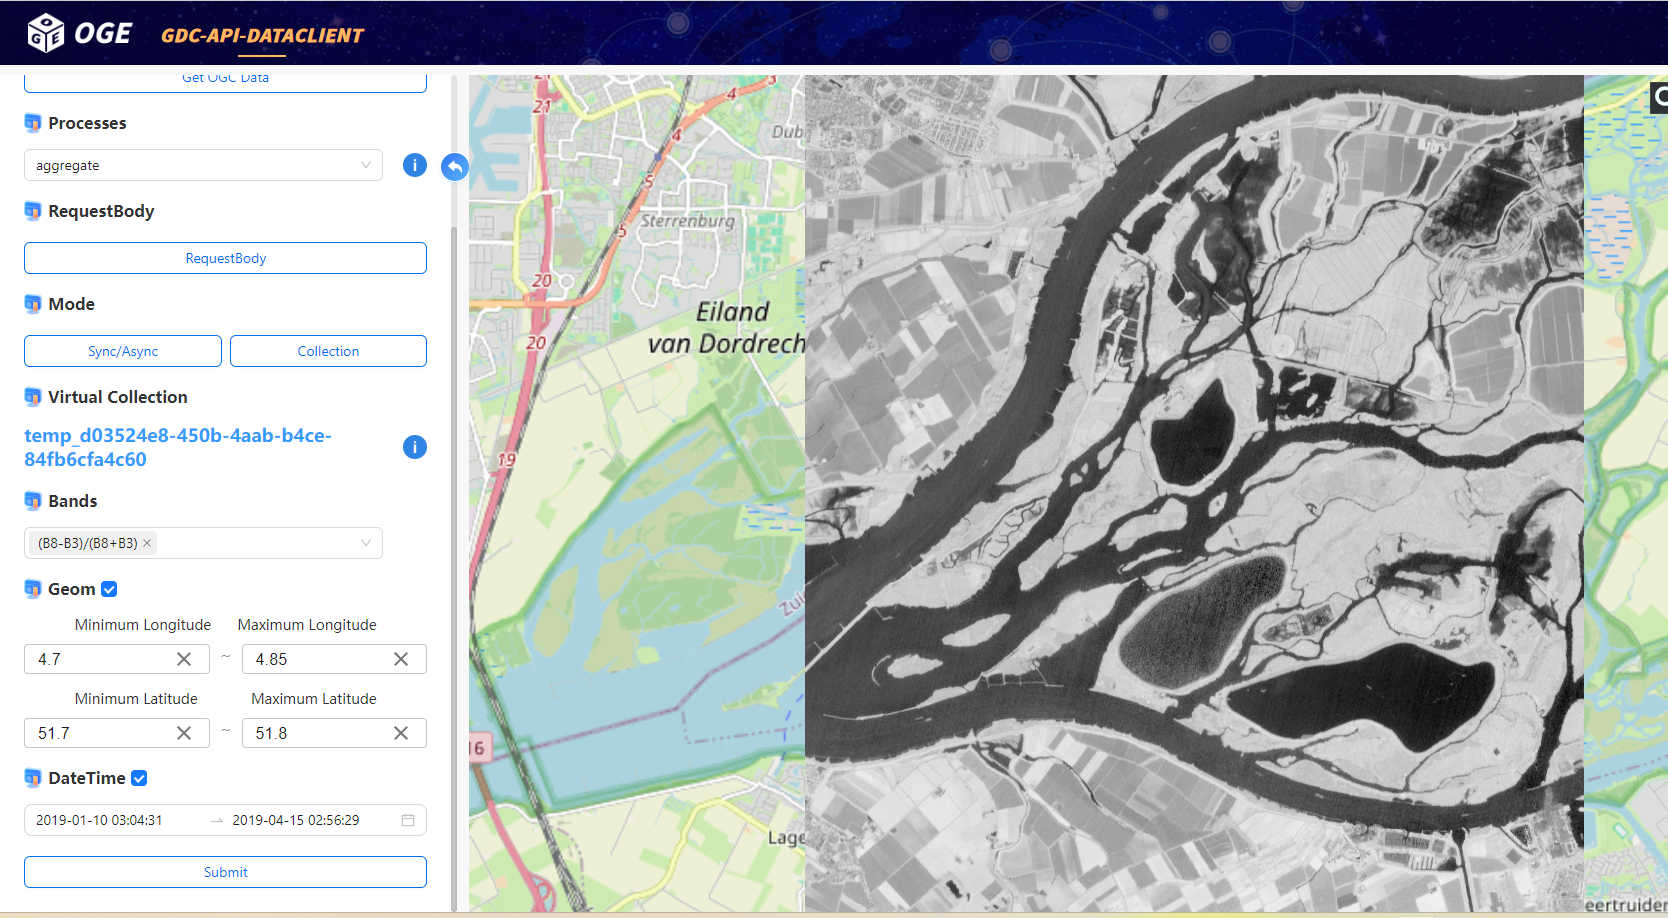 OGE GDC-API-DATACLIENT
Get OGC Data
Processes
aggregate
RequestBody
RequestBody
Mode
Sync/Async
Collection
Virtual Collection
temp_d03524e8-450b-4aab-b4ce-
84fb6cfa4c60
Bands
(B8-B3)/(B8+B3)
Geom
Minimum Longitude Maximum Longitude
4.7 ~ 4.85
Minimum Latitude Maximum Latitude
51.7 ~ 51.8
DateTime
2019-01-10 03:04:31 → 2019-04-15 02:56:29
Submit
21
4
3
4
Dub
5
Sterrenburg
5
20
20
Eiland
van Dordrech
19
Zuid
16
Lage
eertruiden